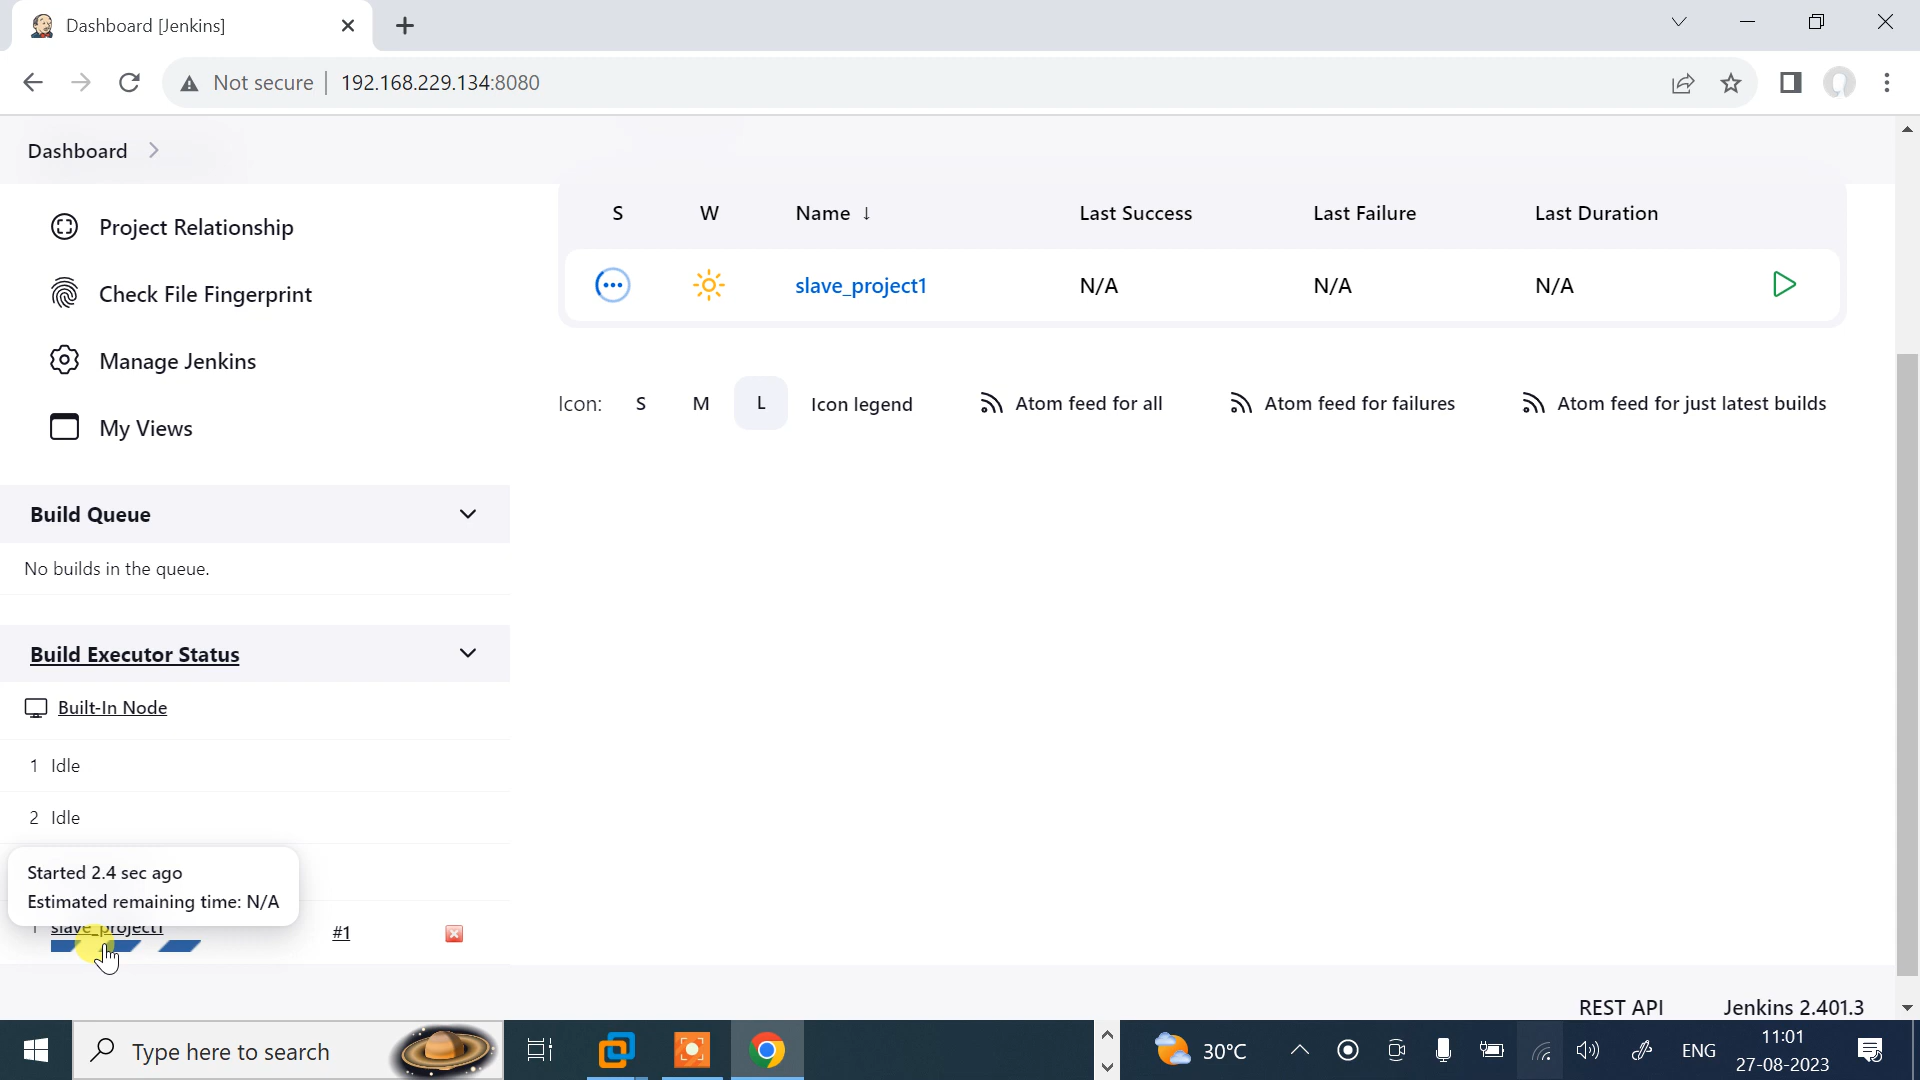 Dashboard [Jenkins]
Not secure
192.168.229.134:8080
Dashboard
Project Relationship
Check File Fingerprint
Manage Jenkins
My Views
Build Queue
No builds in the queue.
Build Executor Status
Built-In Node
1 Idle
2 Idle
Started 2.4 sec ago
Estimated remaining time: N/A
1 slave_project1 #1
S W Name ↓ Last Success Last Failure Last Duration
slave_project1 N/A N/A N/A
Icon: S M L Icon legend Atom feed for all Atom feed for failures Atom feed for just latest builds
REST API Jenkins 2.401.3
Type here to search
30°C
ENG
11:01
27-08-2023